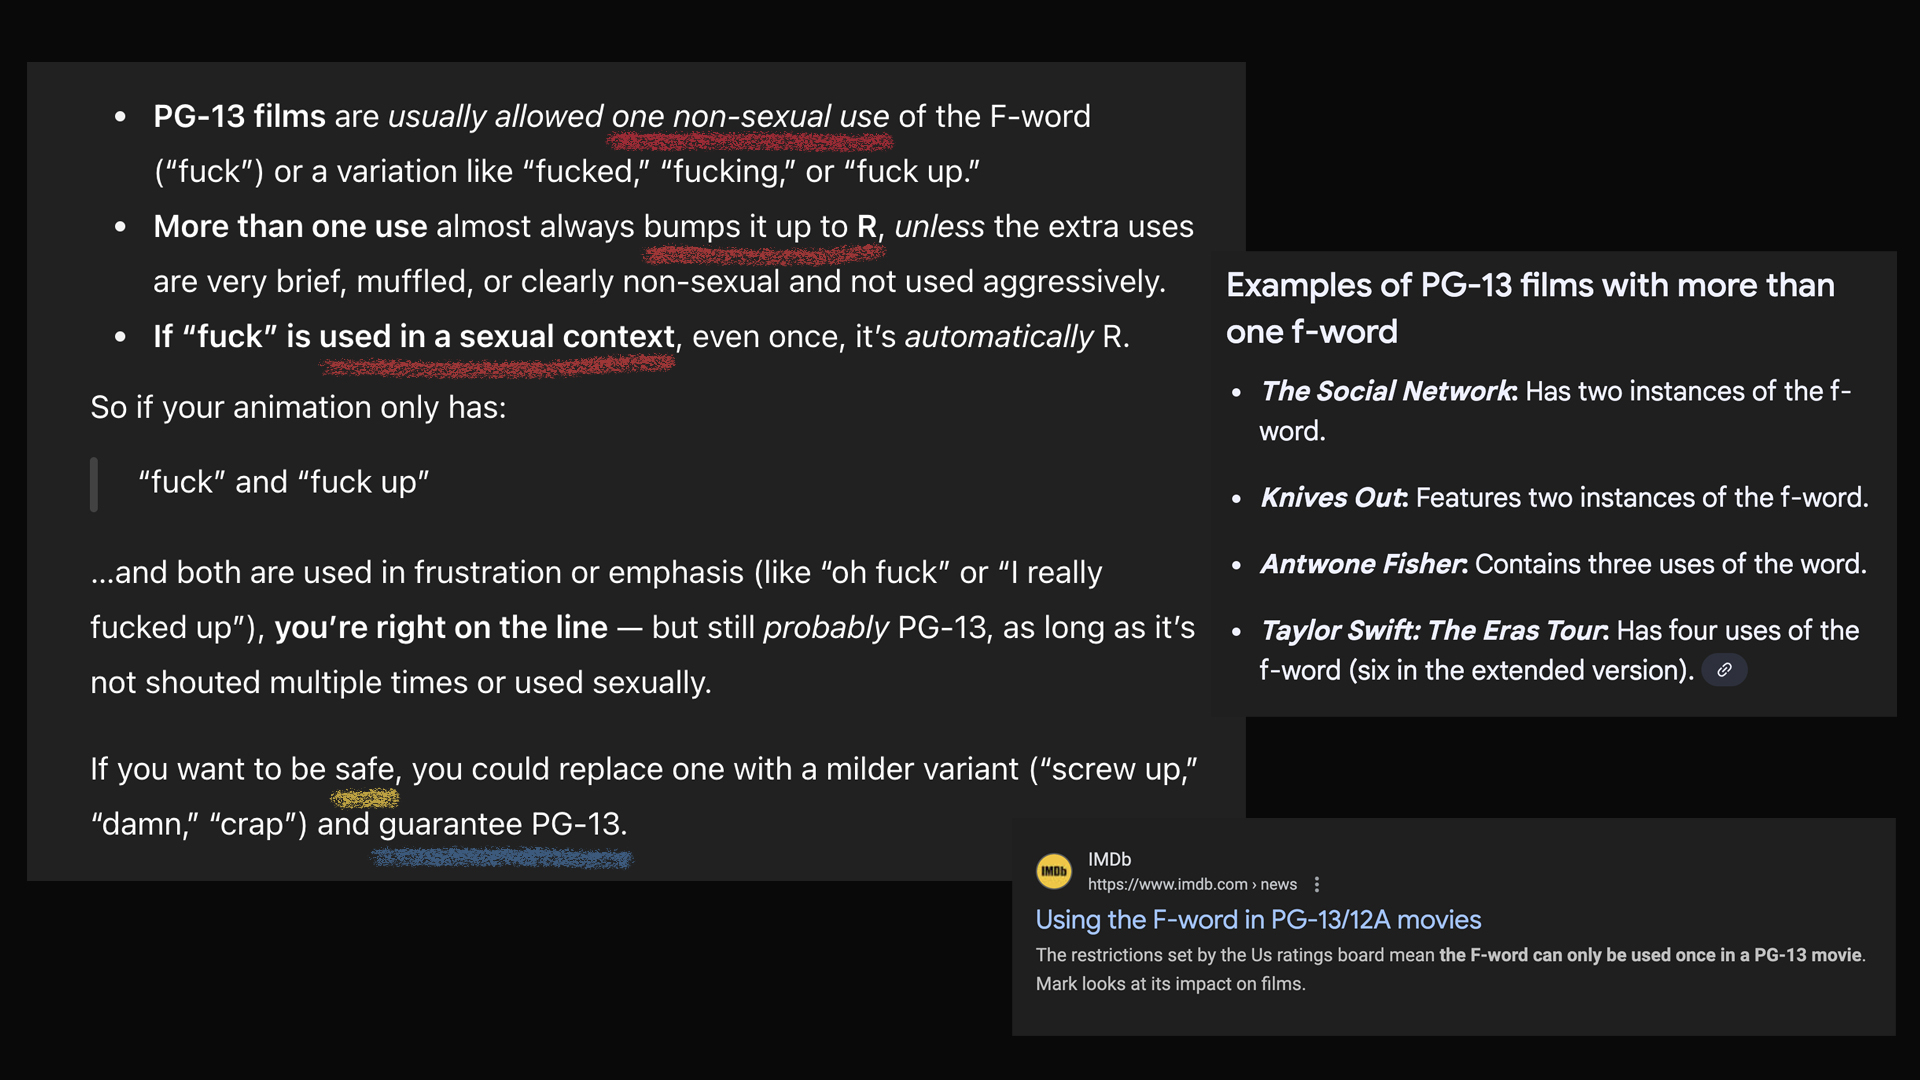 • PG-13 films are usually allowed one non-sexual use of the F-word
(“fuck”) or a variation like “fucked,” “fucking,” or “fuck up.”
• More than one use almost always bumps it up to R, unless the extra uses
are very brief, muffled, or clearly non-sexual and not used aggressively.
• If “fuck” is used in a sexual context, even once, it’s automatically R.
So if your animation only has:
“fuck” and “fuck up”
…and both are used in frustration or emphasis (like “oh fuck” or “I really
fucked up”), you’re right on the line — but still probably PG-13, as long as it’s
not shouted multiple times or used sexually.
If you want to be safe, you could replace one with a milder variant (“screw up,”
“damn,” “crap”) and guarantee PG-13.
Examples of PG-13 films with more than
one f-word
• The Social Network: Has two instances of the f-
word.
• Knives Out: Features two instances of the f-word.
• Antwone Fisher: Contains three uses of the word.
• Taylor Swift: The Eras Tour: Has four uses of the
f-word (six in the extended version).
IMDb
IMDb
https://www.imdb.com › news
Using the F-word in PG-13/12A movies
The restrictions set by the Us ratings board mean the F-word can only be used once in a PG-13 movie.
Mark looks at its impact on films.